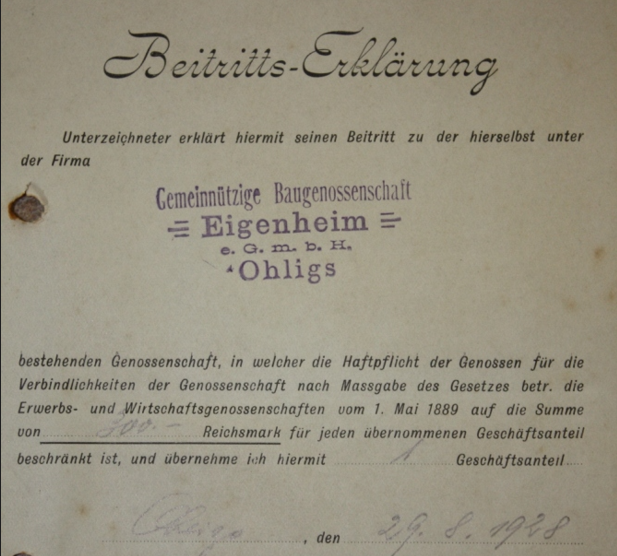 Beitritts-Erklärung
Unterzeichneter erklärt hiermit seinen Beitritt zu der hierselbst unter
der Firma
Gemeinnützige Baugenossenschaft
Eigenheim
e. G. m. b. H.
Ohligs
bestehenden Genossenschaft, in welcher die Haftpflicht der Genossen für die
Verbindlichkeiten der Genossenschaft nach Massgabe des Gesetzes betr. die
Erwerbs- und Wirtschaftsgenossenschaften vom 1. Mai 1889 auf die Summe
von 300.- Reichsmark für jeden übernommenen Geschäftsanteil
beschränkt ist, und übernehme ich hiermit 1 Geschäftsanteil
Ohligs, den 29. 8. 1928